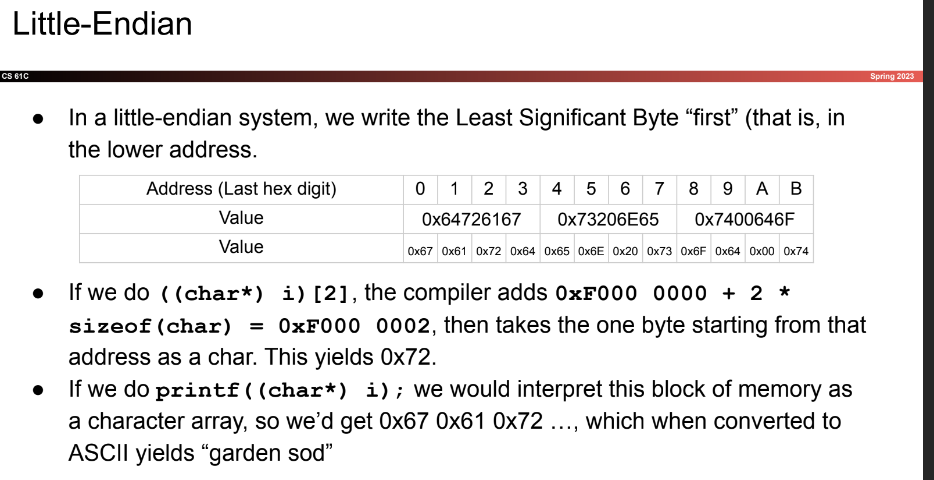 Little-Endian
CS 61C
Spring 2023
● In a little-endian system, we write the Least Significant Byte “first” (that is, in
the lower address.
Address (Last hex digit) 0 1 2 3 4 5 6 7 8 9 A B
Value 0x64726167 0x73206E65 0x7400646F
Value 0x67 0x61 0x72 0x64 0x65 0x6E 0x20 0x73 0x6F 0x64 0x00 0x74
● If we do ((char*) i)[2], the compiler adds 0xF000 0000 + 2 *
sizeof(char) = 0xF000 0002, then takes the one byte starting from that
address as a char. This yields 0x72.
● If we do printf((char*) i); we would interpret this block of memory as
a character array, so we’d get 0x67 0x61 0x72 …, which when converted to
ASCII yields “garden sod”